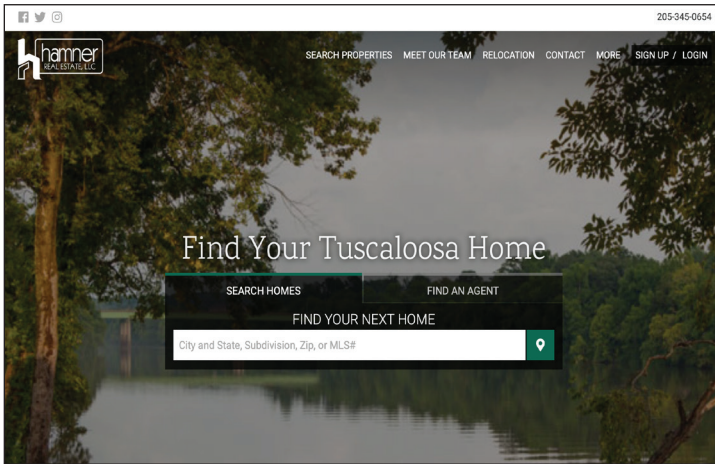 205-345-0654
hamner
REAL ESTATE, LLC
SEARCH PROPERTIES MEET OUR TEAM RELOCATION CONTACT MORE SIGN UP / LOGIN
Find Your Tuscaloosa Home
SEARCH HOMES FIND AN AGENT
FIND YOUR NEXT HOME
City and State, Subdivision, Zip, or MLS#